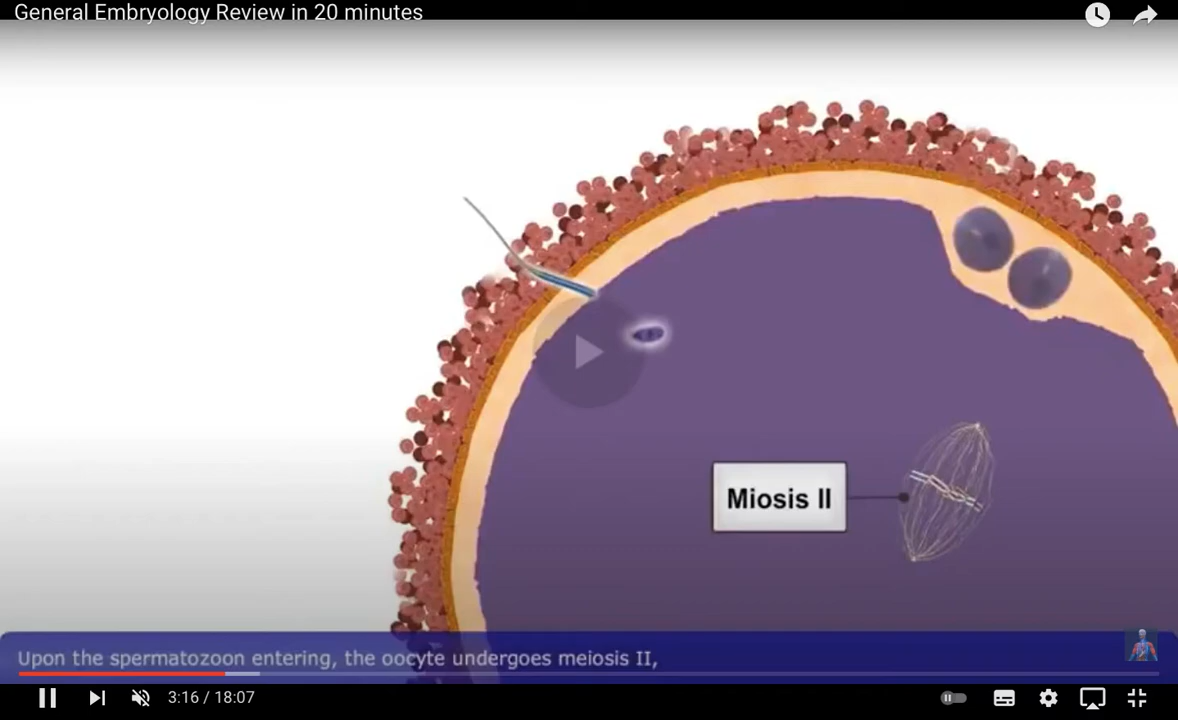 General Embryology Review in 20 minutes
Miosis II
Upon the spermatozoon entering, the oocyte undergoes meiosis II,
3:16 / 18:07